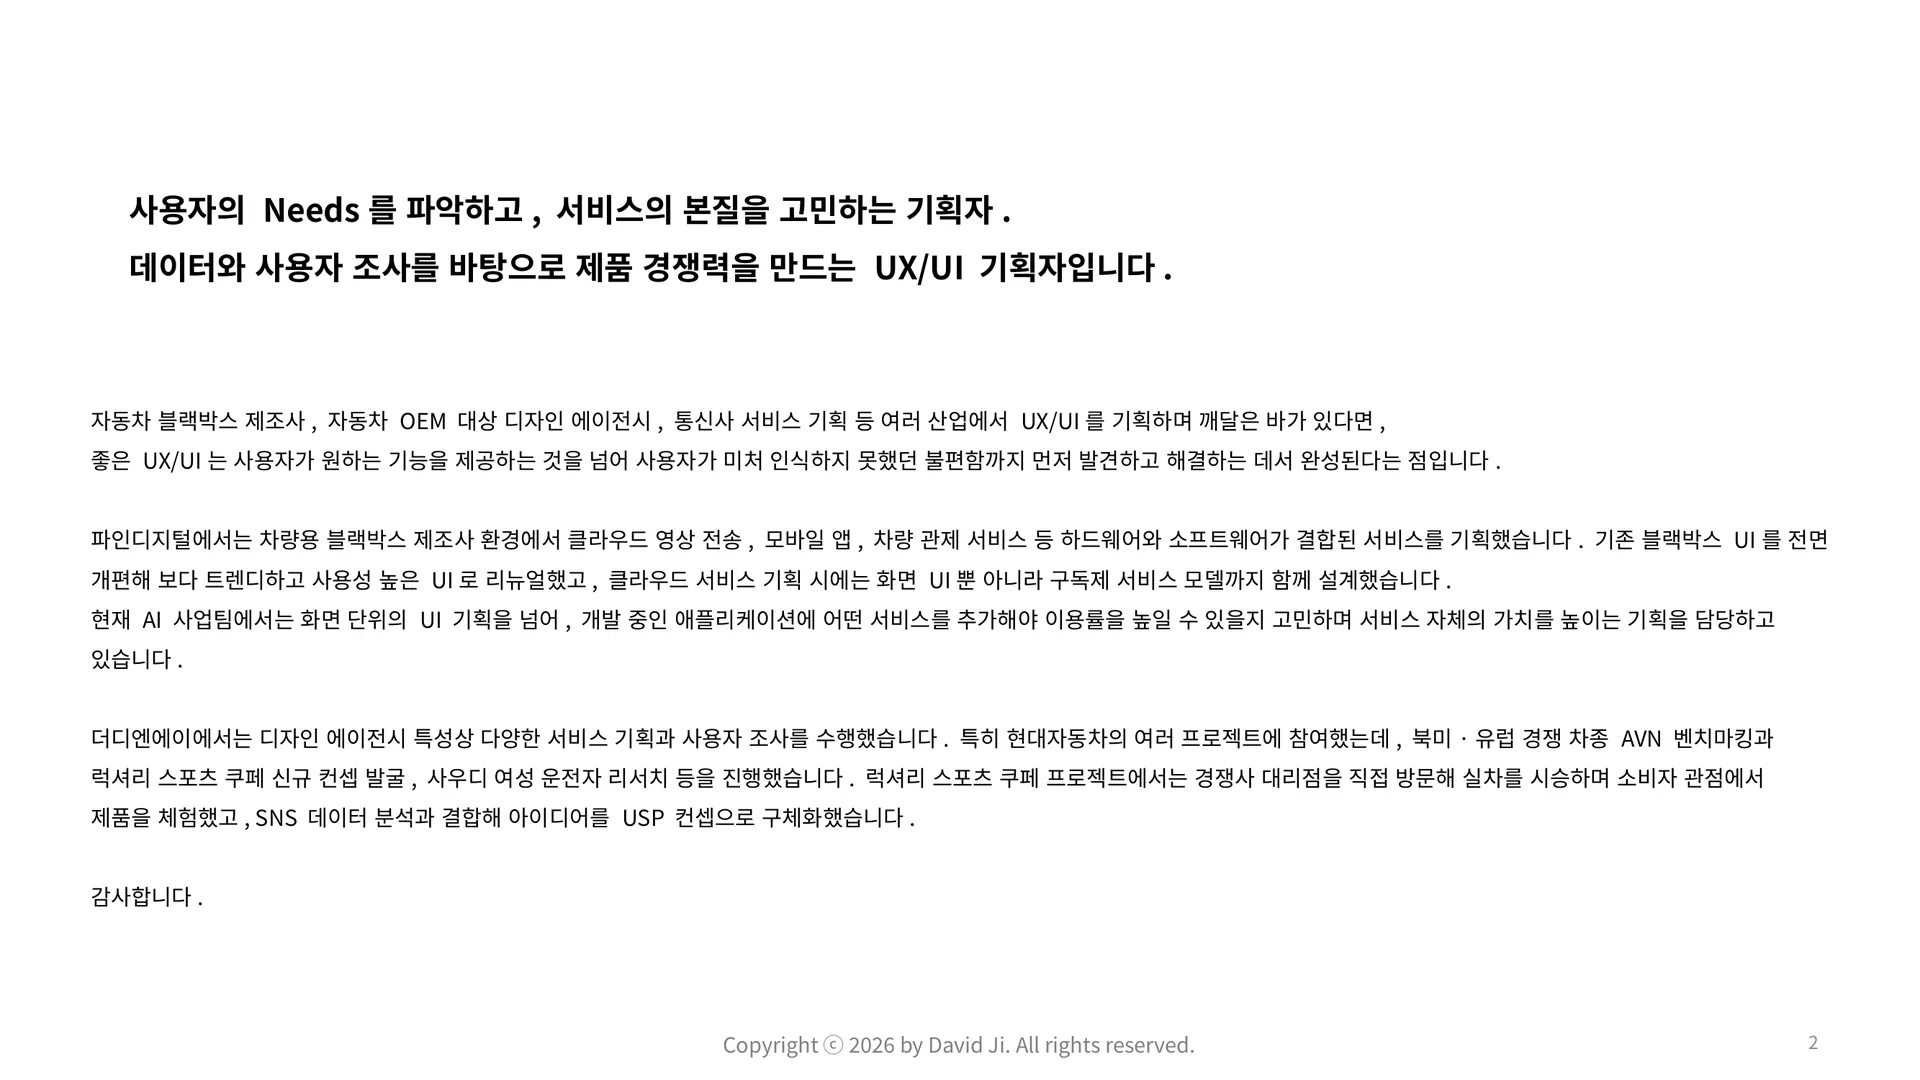 사용자의 Needs를 파악하고, 서비스의 본질을 고민하는 기획자.
데이터와 사용자 조사를 바탕으로 제품 경쟁력을 만드는 UX/UI 기획자입니다.
자동차 블랙박스 제조사, 자동차 OEM 대상 디자인 에이전시, 통신사 서비스 기획 등 여러 산업에서 UX/UI를 기획하며 깨달은 바가 있다면,
좋은 UX/UI는 사용자가 원하는 기능을 제공하는 것을 넘어 사용자가 미처 인식하지 못했던 불편함까지 먼저 발견하고 해결하는 데서 완성된다는 점입니다.
파인디지털에서는 차량용 블랙박스 제조사 환경에서 클라우드 영상 전송, 모바일 앱, 차량 관제 서비스 등 하드웨어와 소프트웨어가 결합된 서비스를 기획했습니다. 기존 블랙박스 UI를 전면
개편해 보다 트렌디하고 사용성 높은 UI로 리뉴얼했고, 클라우드 서비스 기획 시에는 화면 UI뿐 아니라 구독제 서비스 모델까지 함께 설계했습니다.
현재 AI 사업팀에서는 화면 단위의 UI 기획을 넘어, 개발 중인 애플리케이션에 어떤 서비스를 추가해야 이용률을 높일 수 있을지 고민하며 서비스 자체의 가치를 높이는 기획을 담당하고
있습니다.
더디엔에이에서는 디자인 에이전시 특성상 다양한 서비스 기획과 사용자 조사를 수행했습니다. 특히 현대자동차의 여러 프로젝트에 참여했는데, 북미·유럽 경쟁 차종 AVN 벤치마킹과
럭셔리 스포츠 쿠페 신규 컨셉 발굴, 사우디 여성 운전자 리서치 등을 진행했습니다. 럭셔리 스포츠 쿠페 프로젝트에서는 경쟁사 대리점을 직접 방문해 실차를 시승하며 소비자 관점에서
제품을 체험했고, SNS 데이터 분석과 결합해 아이디어를 USP 컨셉으로 구체화했습니다.
감사합니다.
Copyright ⓒ 2026 by David Ji. All rights reserved.
2